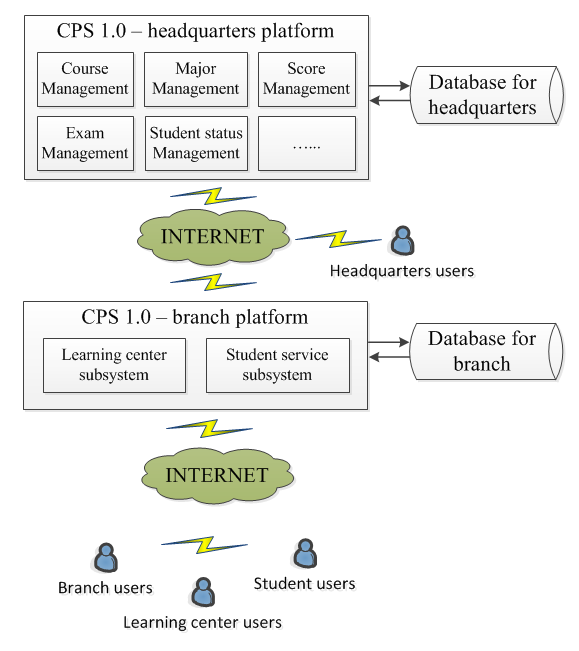 CPS 1.0 – headquarters platform
Course
Management
Major
Management
Score
Management
Exam
Management
Student status
Management
…...
Database for
headquarters
INTERNET
Headquarters users
CPS 1.0 – branch platform
Learning center
subsystem
Student service
subsystem
Database for
branch
INTERNET
Branch users
Student users
Learning center users